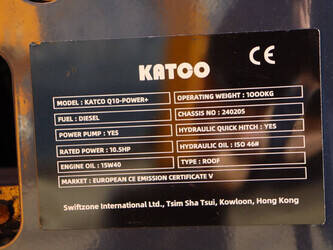 KATCO CE
MODEL : KATCO Q10-POWER+
OPERATING WEIGHT : 1000KG
FUEL : DIESEL
CHASSIS NO : 240205
POWER PUMP : YES
HYDRAULIC QUICK HITCH : YES
RATED POWER : 10.5HP
HYDRAULIC OIL : ISO 46#
ENGINE OIL : 15W40
TYPE : ROOF
MARKET : EUROPEAN CE EMISSION CERTIFICATE V
Swiftzone International Ltd., Tsim Sha Tsui, Kowloon, Hong Kong